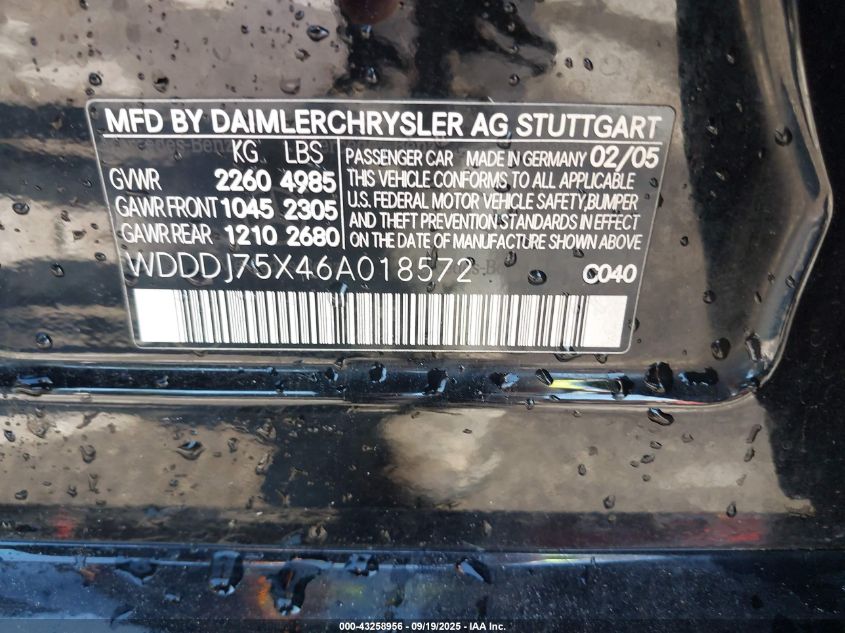 MFD BY DAIMLERCHRYSLER AG STUTTGART
KG LBS
GVWR 2260 4985
GAWR FRONT 1045 2305
GAWR REAR 1210 2680
PASSENGER CAR MADE IN GERMANY 02/05
THIS VEHICLE CONFORMS TO ALL APPLICABLE
U.S. FEDERAL MOTOR VEHICLE SAFETY,BUMPER
AND THEFT PREVENTION STANDARDS IN EFFECT
ON THE DATE OF MANUFACTURE SHOWN ABOVE
WDDDJ75X46A018572 C040
000-43258956 - 09/19/2025 - IAA Inc.